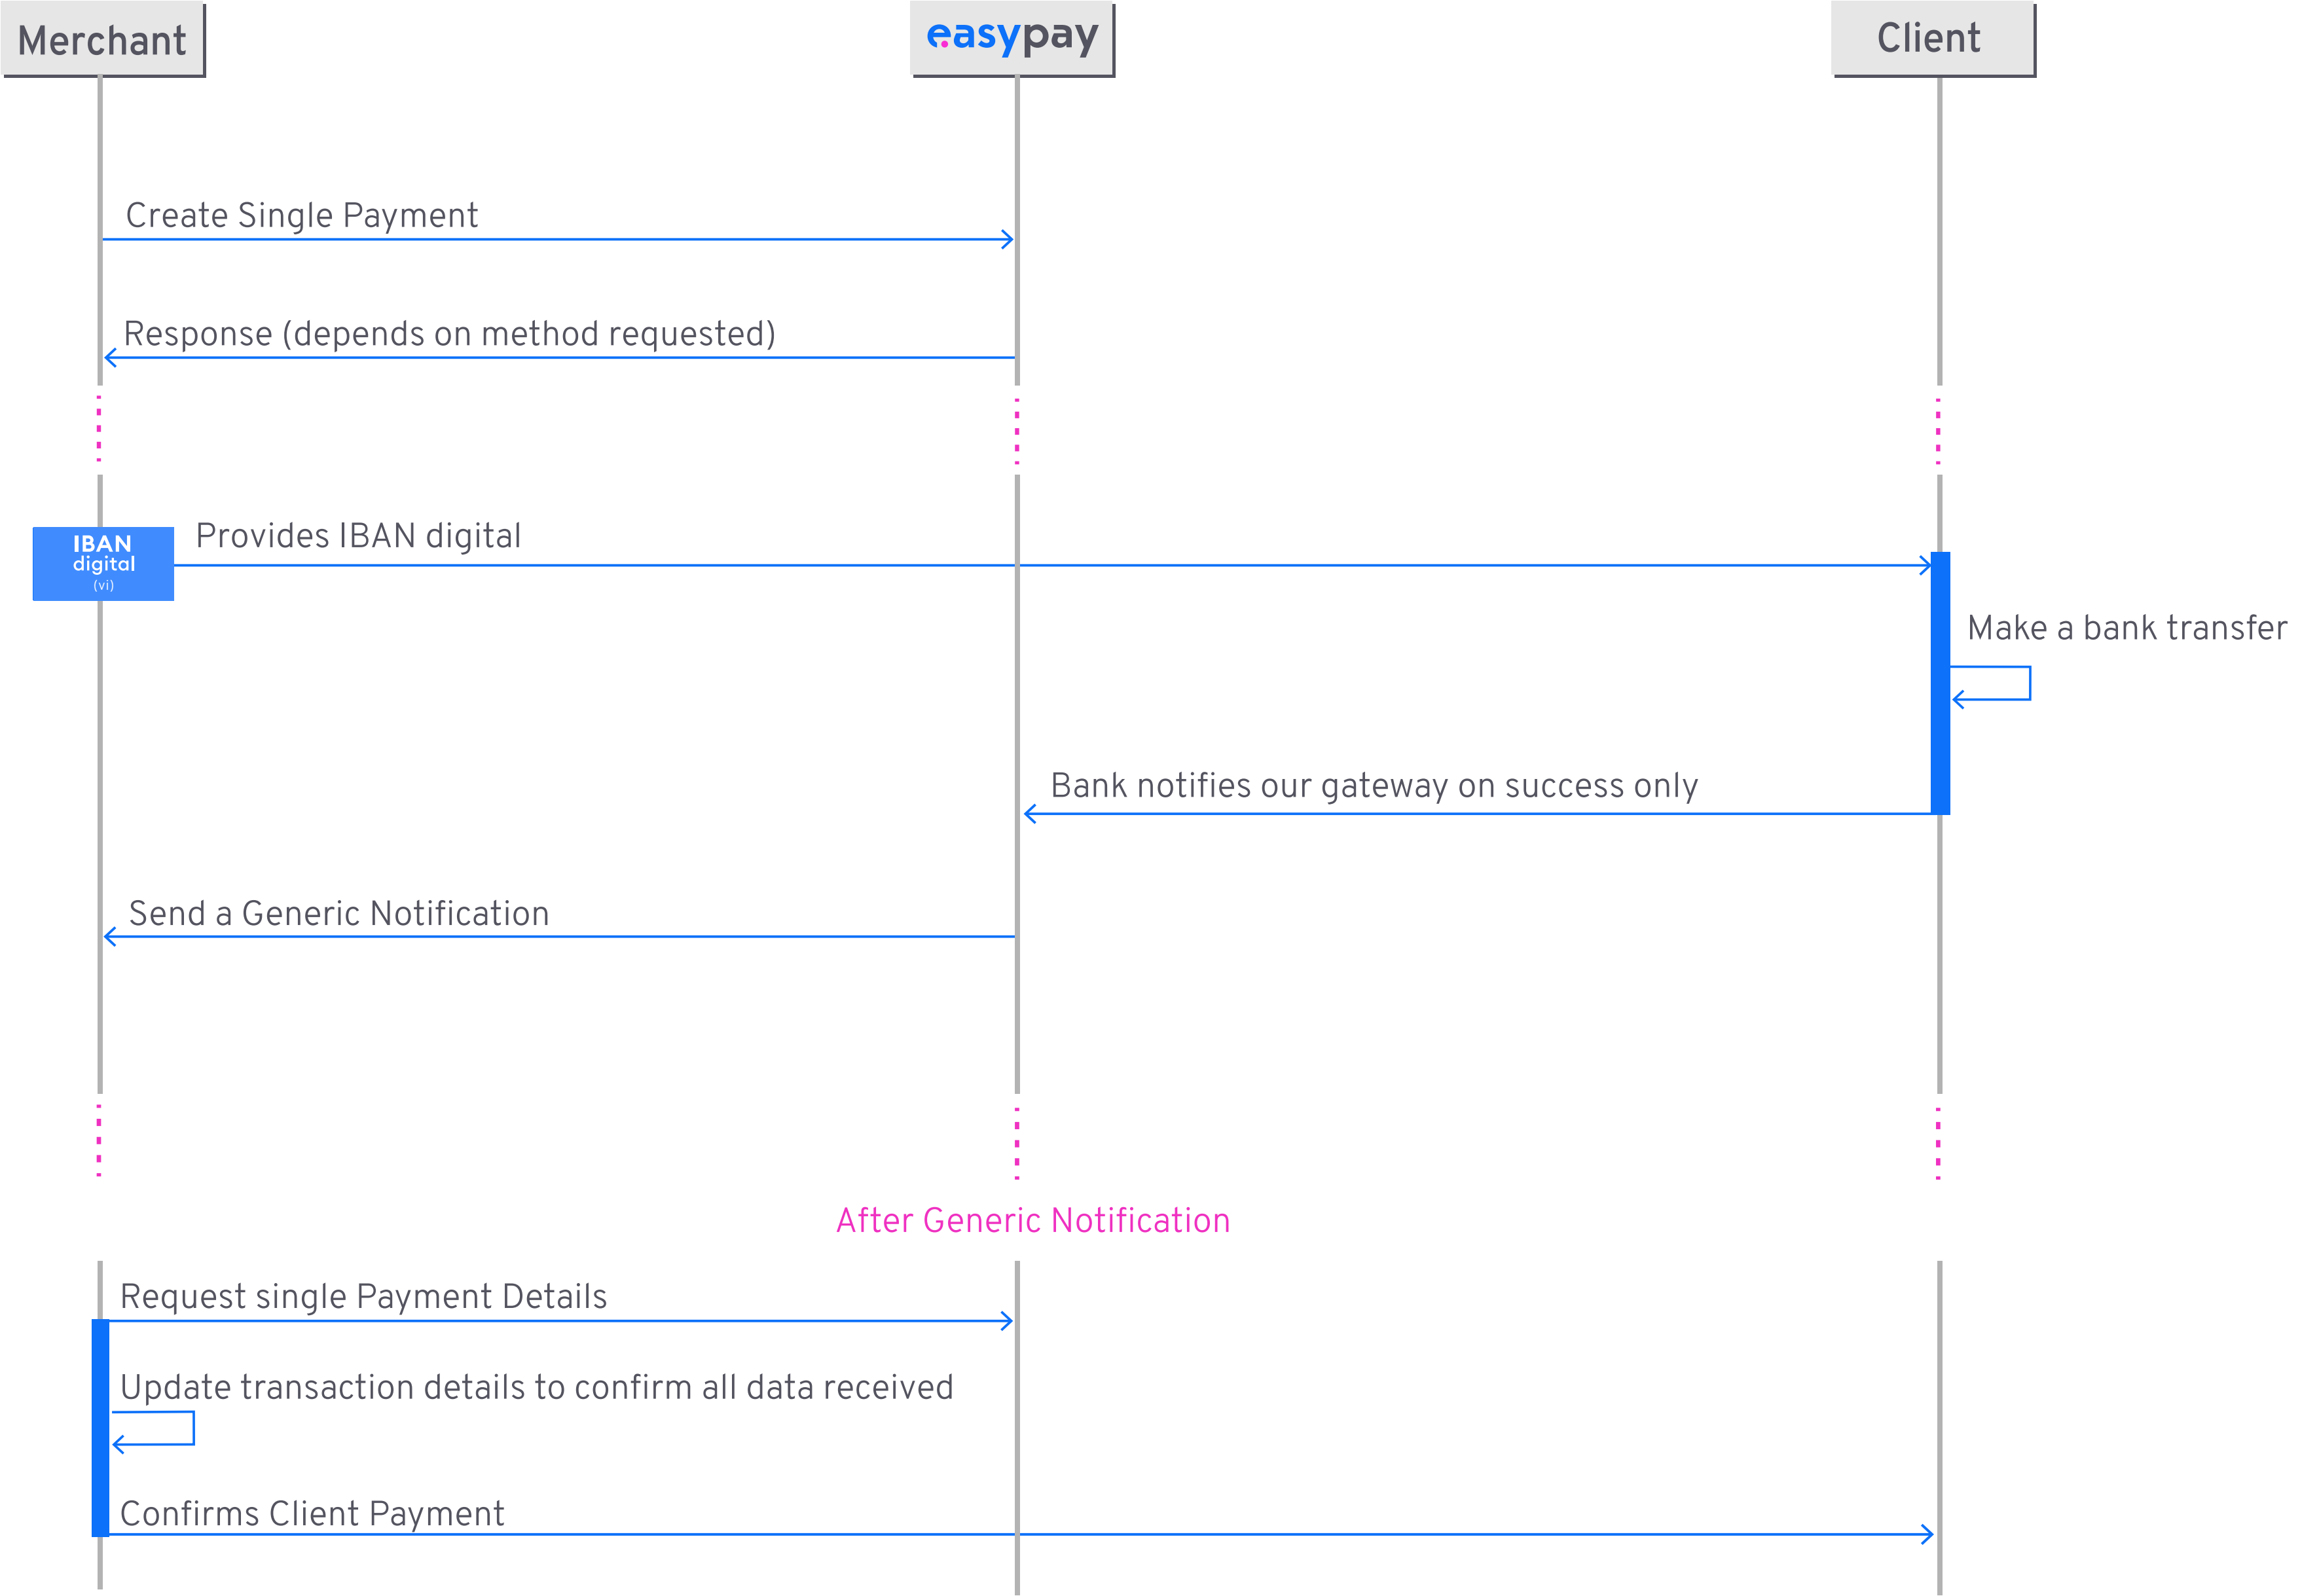 Merchant
easypay
Client
Create Single Payment
Response (depends on method requested)
IBAN
digital
(vi)
Provides IBAN digital
Make a bank transfer
Bank notifies our gateway on success only
Send a Generic Notification
After Generic Notification
Request single Payment Details
Update transaction details to confirm all data received
Confirms Client Payment